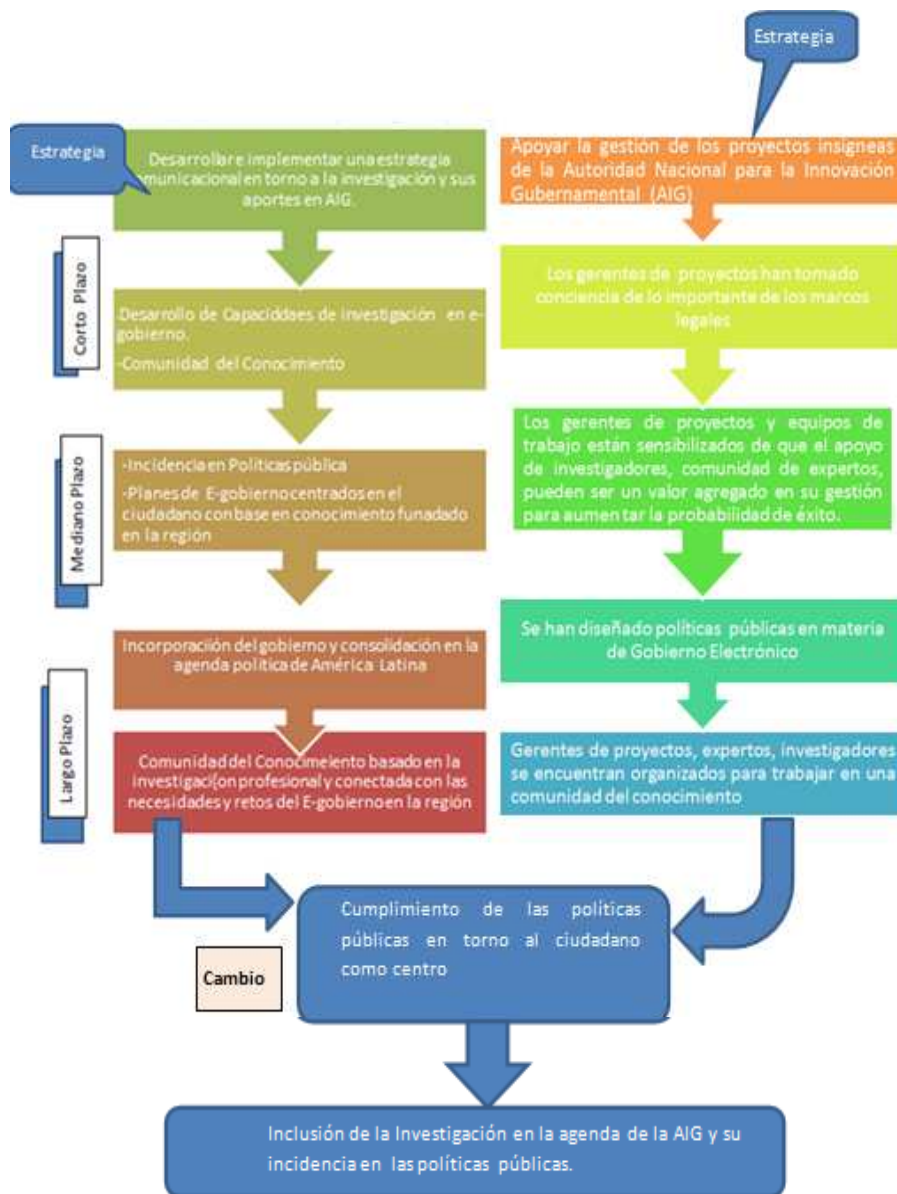 Estrategia
Estrategia
Desarrollare implementar una estrategia
comunicacional en torno a la investigación y sus
aportes en AIG.
Apoyar la gestión de los proyectos insígneas
de la Autoridad Nacional para la Innovación
Gubernamental (AIG)
Corto Plazo
-Desarrollo de Capaciddaes de investigación en e-
gobierno.
-Comunidad del Conocimiento
Los gerentes de proyectos han tomado
conciencia de lo importante de los marcos
legales
Mediano Plazo
-Incidencia en Políticas pública
-Planes de E-gobierno centrados en el
ciudadano con base en conocimiento funadado
en la región
Los gerentes de proyectos y equipos de
trabajo están sensibilizados de que el apoyo
de investigadores, comunidad de expertos,
pueden ser un valor agregado en su gestión
para aumentar la probabilidad de éxito.
Largo Plazo
Incorporaciión del gobierno y consolidación en la
agenda política de América Latina
Se han diseñado políticas públicas en materia
de Gobierno Electrónico
Comunidad del Conocimeiento basado en la
investigación profesional y conectada con las
necesidades y retos del E-gobierno en la región
Gerentes de proyectos, expertos, investigadores
se encuentran organizados para trabajar en una
comunidad del conocimiento
Cambio
Cumplimiento de las políticas
públicas en torno al ciudadano
como centro
Inclusión de la Investigación en la agenda de la AIG y su
incidencia en las políticas públicas.